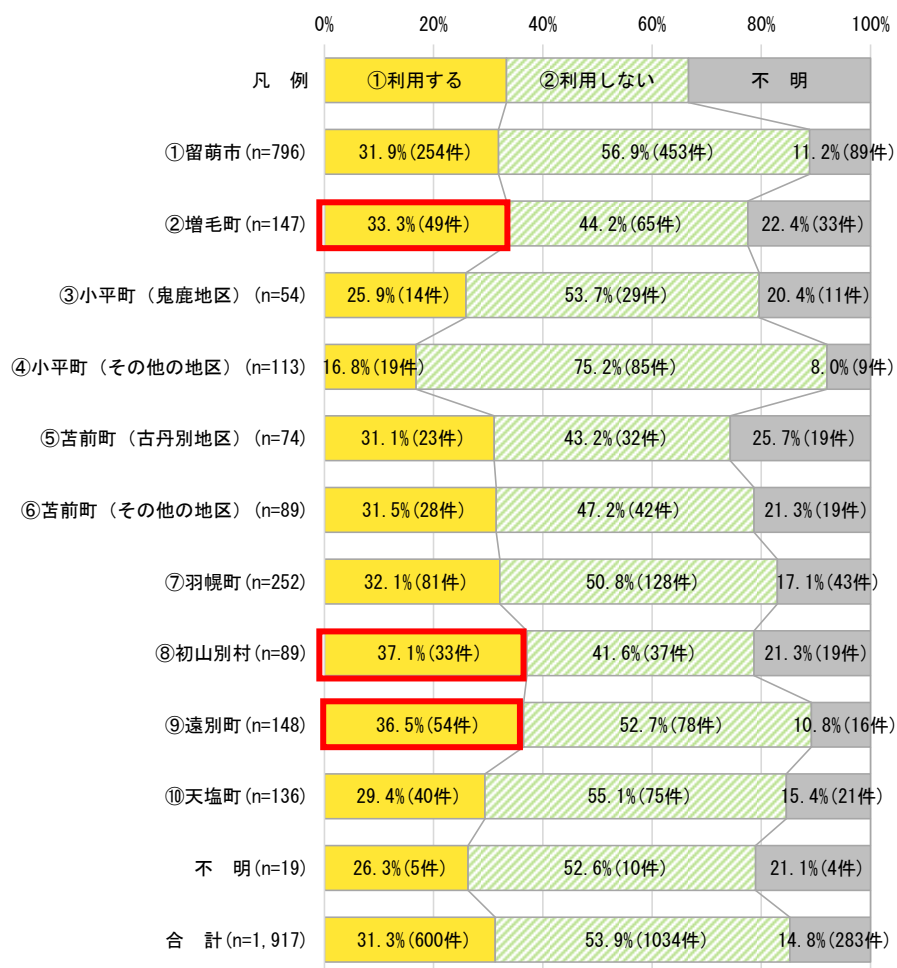 0% 20% 40% 60% 80% 100%
凡 例 ①利用する ②利用しない 不 明
①留萌市(n=796) 31.9%(254件) 56.9%(453件) 11.2%(89件)
②増毛町(n=147) 33.3%(49件) 44.2%(65件) 22.4%(33件)
③小平町（鬼鹿地区）(n=54) 25.9%(14件) 53.7%(29件) 20.4%(11件)
④小平町（その他の地区）(n=113) 16.8%(19件) 75.2%(85件) 8.0%(9件)
⑤苫前町（古丹別地区）(n=74) 31.1%(23件) 43.2%(32件) 25.7%(19件)
⑥苫前町（その他の地区）(n=89) 31.5%(28件) 47.2%(42件) 21.3%(19件)
⑦羽幌町(n=252) 32.1%(81件) 50.8%(128件) 17.1%(43件)
⑧初山別村(n=89) 37.1%(33件) 41.6%(37件) 21.3%(19件)
⑨遠別町(n=148) 36.5%(54件) 52.7%(78件) 10.8%(16件)
⑩天塩町(n=136) 29.4%(40件) 55.1%(75件) 15.4%(21件)
不 明(n=19) 26.3%(5件) 52.6%(10件) 21.1%(4件)
合 計(n=1,917) 31.3%(600件) 53.9%(1034件) 14.8%(283件)